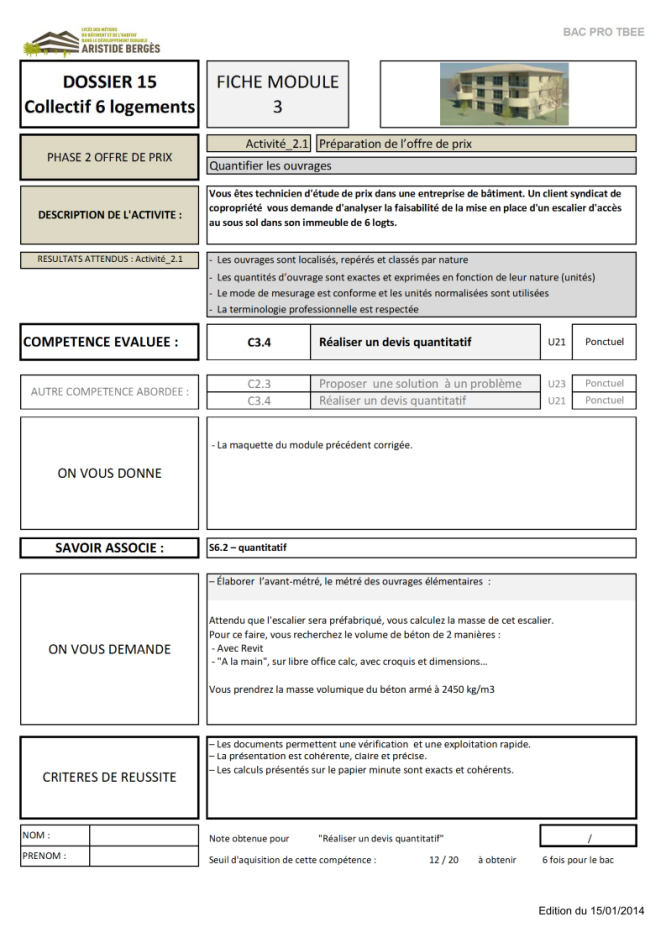 LYCÉE DES MÉTIERS
DU BÂTIMENT ET DE L'HABITAT
DANS LE DÉVELOPPEMENT DURABLE
ARISTIDE BERGÈS
BAC PRO TBEE
DOSSIER 15
Collectif 6 logements
FICHE MODULE
3
PHASE 2 OFFRE DE PRIX
Activité_2.1 Préparation de l'offre de prix
Quantifier les ouvrages
DESCRIPTION DE L'ACTIVITE :
Vous êtes technicien d'étude de prix dans une entreprise de bâtiment. Un client syndicat de
copropriété vous demande d'analyser la faisabilité de la mise en place d'un escalier d'accès
au sous sol dans son immeuble de 6 logts.
RESULTATS ATTENDUS : Activité_2.1
- Les ouvrages sont localisés, repérés et classés par nature
- Les quantités d'ouvrage sont exactes et exprimées en fonction de leur nature (unités)
- Le mode de mesurage est conforme et les unités normalisées sont utilisées
- La terminologie professionnelle est respectée
COMPETENCE EVALUEE : C3.4 Réaliser un devis quantitatif U21 Ponctuel
AUTRE COMPETENCE ABORDEE :
C2.3 Proposer une solution à un problème U23 Ponctuel
C3.4 Réaliser un devis quantitatif U21 Ponctuel
ON VOUS DONNE
- La maquette du module précédent corrigée.
SAVOIR ASSOCIE : S6.2 – quantitatif
ON VOUS DEMANDE
– Élaborer l'avant-métré, le métré des ouvrages élémentaires :
Attendu que l'escalier sera préfabriqué, vous calculez la masse de cet escalier.
Pour ce faire, vous recherchez le volume de béton de 2 manières :
- Avec Revit
- "A la main", sur libre office calc, avec croquis et dimensions…
Vous prendrez la masse volumique du béton armé à 2450 kg/m3
CRITERES DE REUSSITE
– Les documents permettent une vérification et une exploitation rapide.
– La présentation est cohérente, claire et précise.
– Les calculs présentés sur le papier minute sont exacts et cohérents.
NOM :
PRENOM :
Note obtenue pour "Réaliser un devis quantitatif" /
Seuil d'aquisition de cette compétence : 12 / 20 à obtenir 6 fois pour le bac
Edition du 15/01/2014